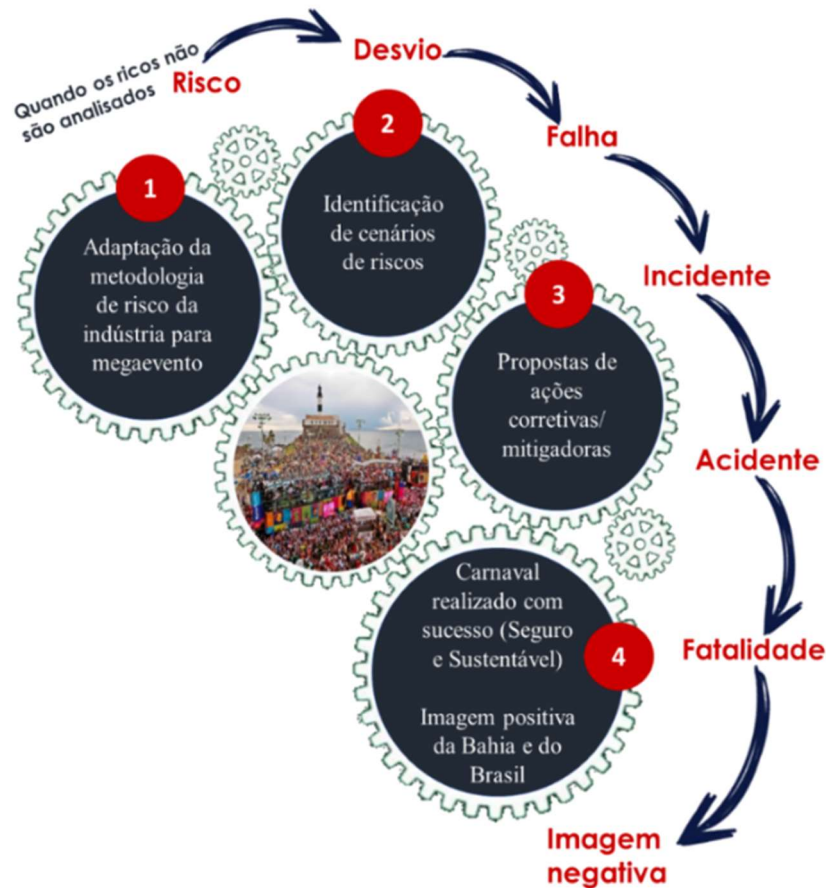 Quando os ricos não
são analisados
Risco
Desvio
Falha
Incidente
Acidente
Fatalidade
Imagem
negativa
1
Adaptação da
metodologia
de risco da
indústria para
megaevento
2
Identificação
de cenários
de riscos
3
Propostas de
ações
corretivas/
mitigadoras
4
Carnaval
realizado com
sucesso (Seguro
e Sustentável)
Imagem positiva
da Bahia e do
Brasil